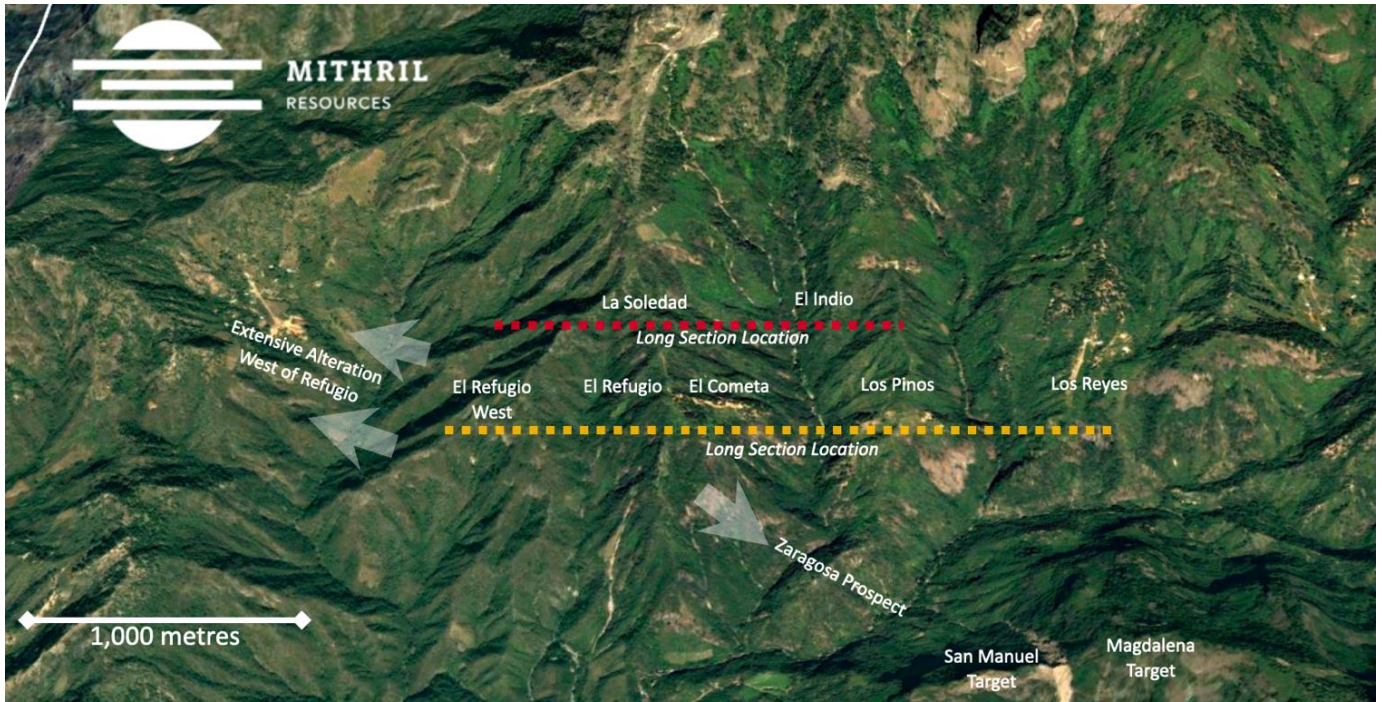 MITHRIL
RESOURCES
La Soledad
El Indio
Long Section Location
Extensive Alteration
West of Refugio
El Refugio
West
El Refugio
El Cometa
Los Pinos
Los Reyes
Long Section Location
Zaragosa Prospect
1,000 metres
San Manuel
Target
Magdalena
Target